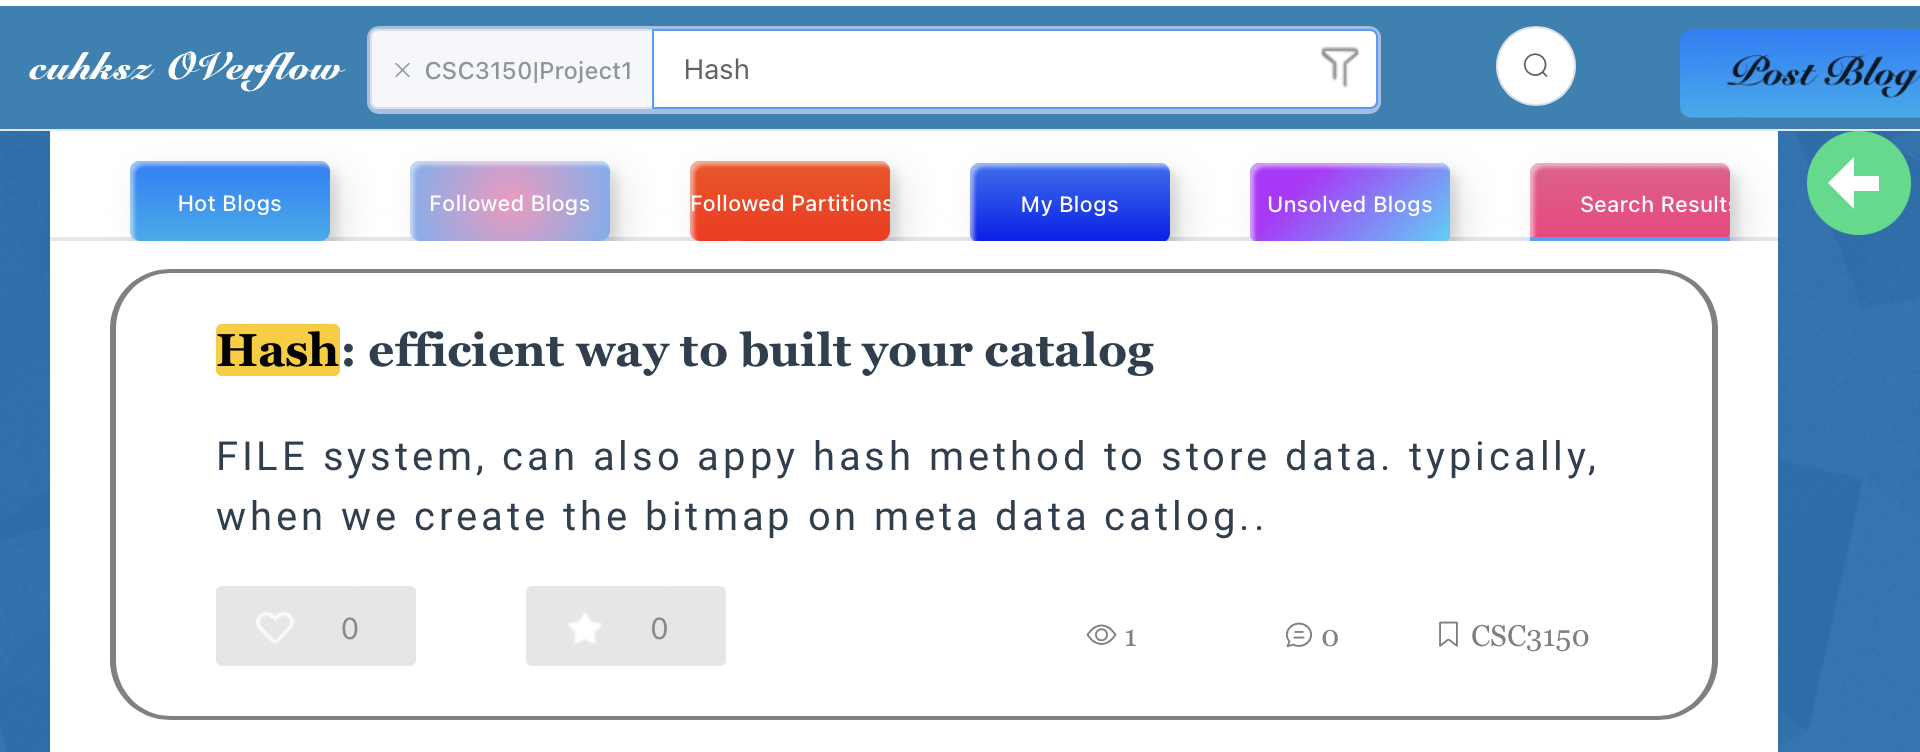 cuhksz OVerflow
CSC3150|Project1
Hash
Post Blog
Hot Blogs
Followed Blogs
Followed Partitions
My Blogs
Unsolved Blogs
Search Results
Hash: efficient way to built your catalog
FILE system, can also appy hash method to store data. typically,
when we create the bitmap on meta data catlog..
0
0
1
0
CSC3150